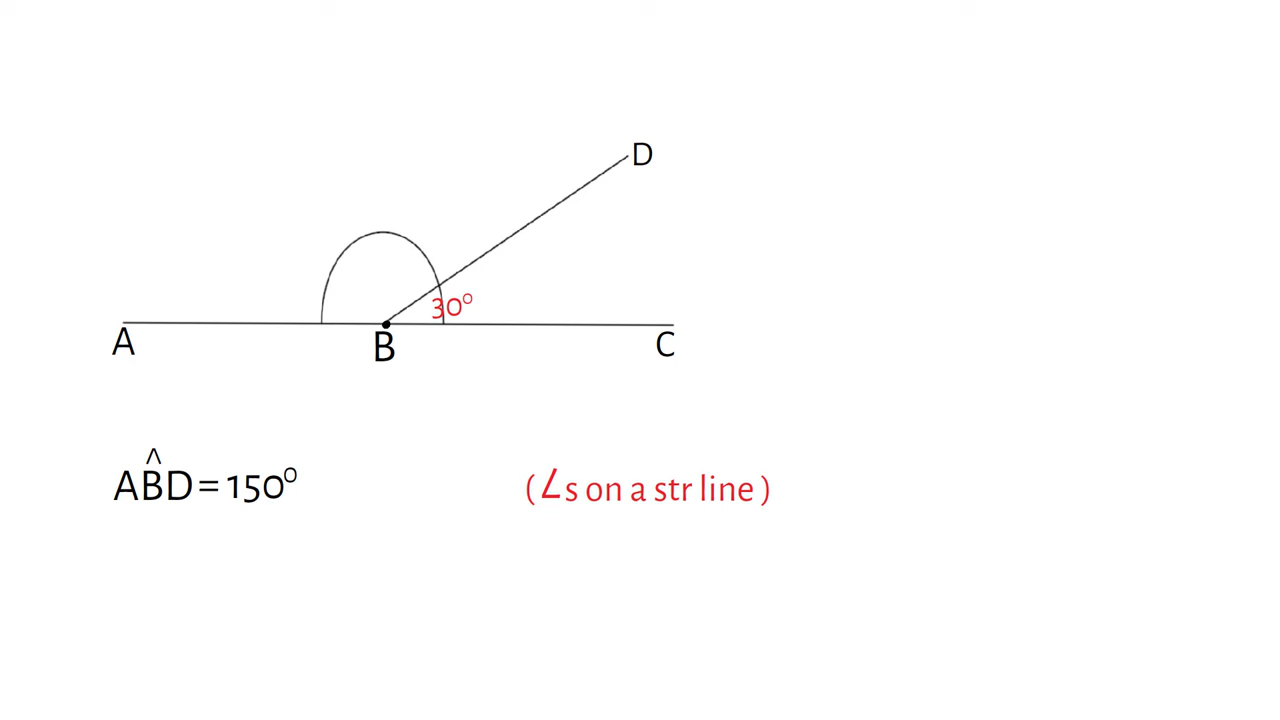 D
30°
A
B
C
AB̂D = 150°
(∠s on a str line )